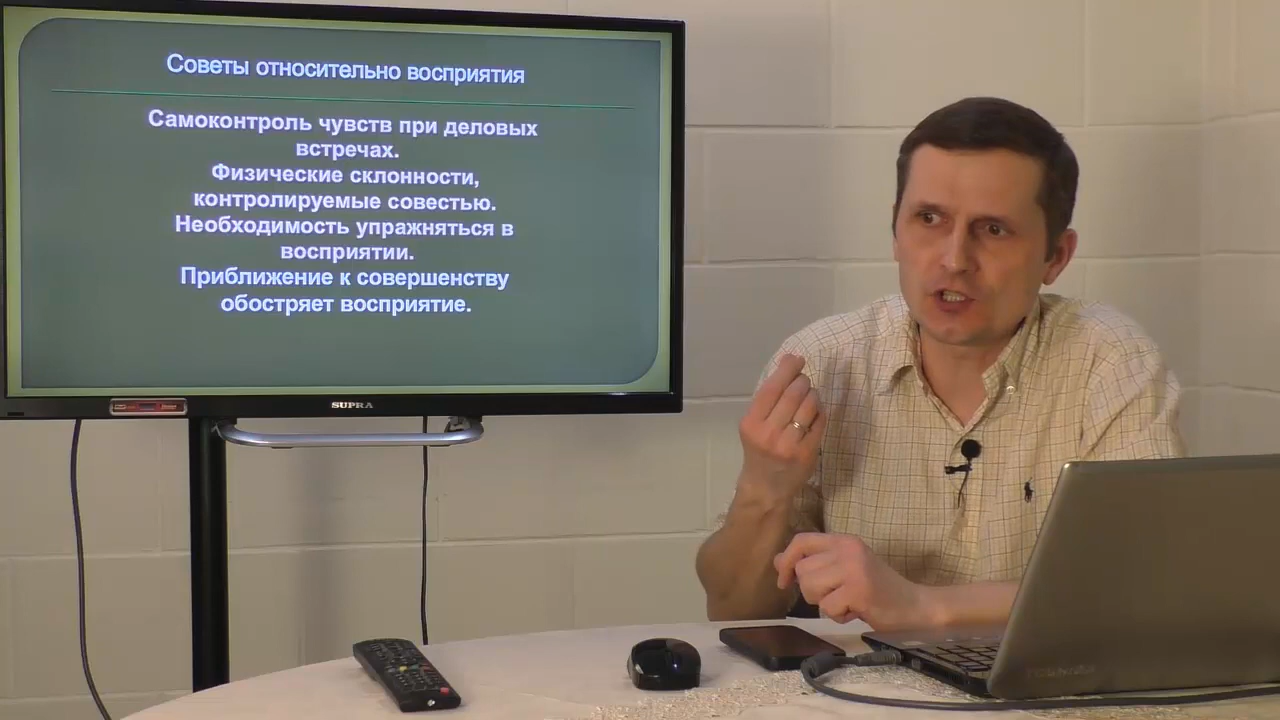 Советы относительно восприятия
Самоконтроль чувств при деловых
встречах.
Физические склонности,
контролируемые совестью.
Необходимость упражняться в
восприятии.
Приближение к совершенству
обостряет восприятие.
SUPRA